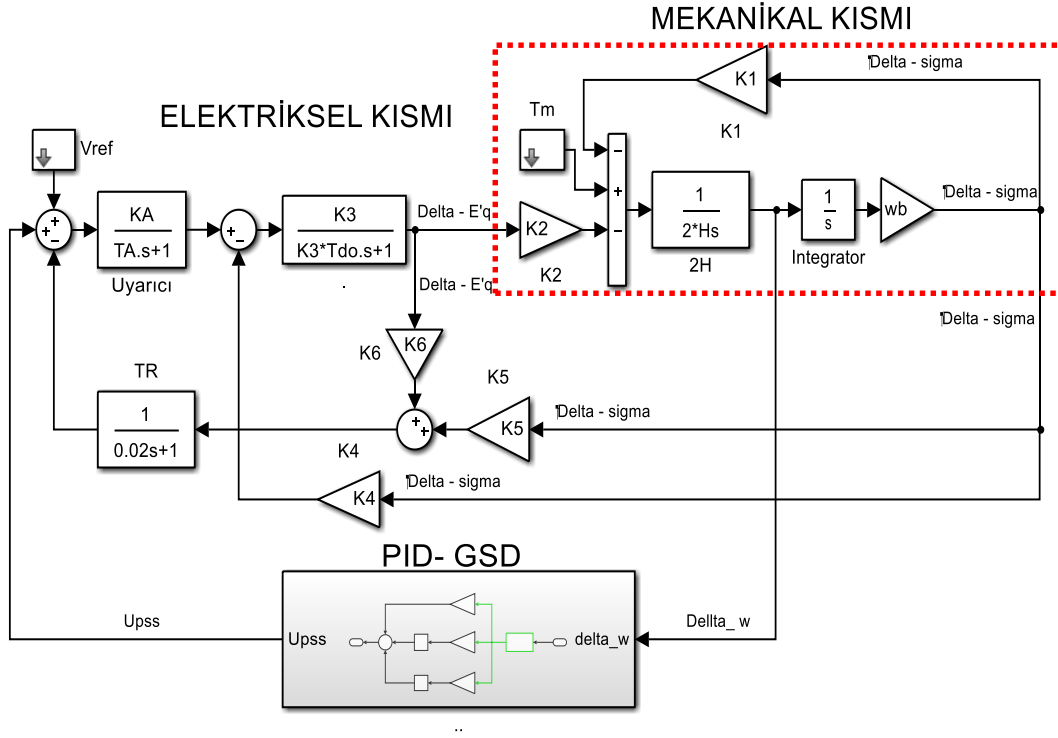 MEKANİKAL KISMI
Delta - sigma
K1
K1
ELEKTRİKSEL KISMI
Tm
Vref
KA
TA.s+1
Uyarıcı
K3
K3*Tdo.s+1
.
Delta - E'q
K2
K2
1
2*Hs
2H
1
s
Integrator
wb
Delta - sigma
Delta - E'q
Delta - sigma
K6
K6
TR
1
0.02s+1
K5
K5
Delta - sigma
K4
K4
Delta - sigma
PID- GSD
Upss
Upss
delta_w
Dellta_ w
..